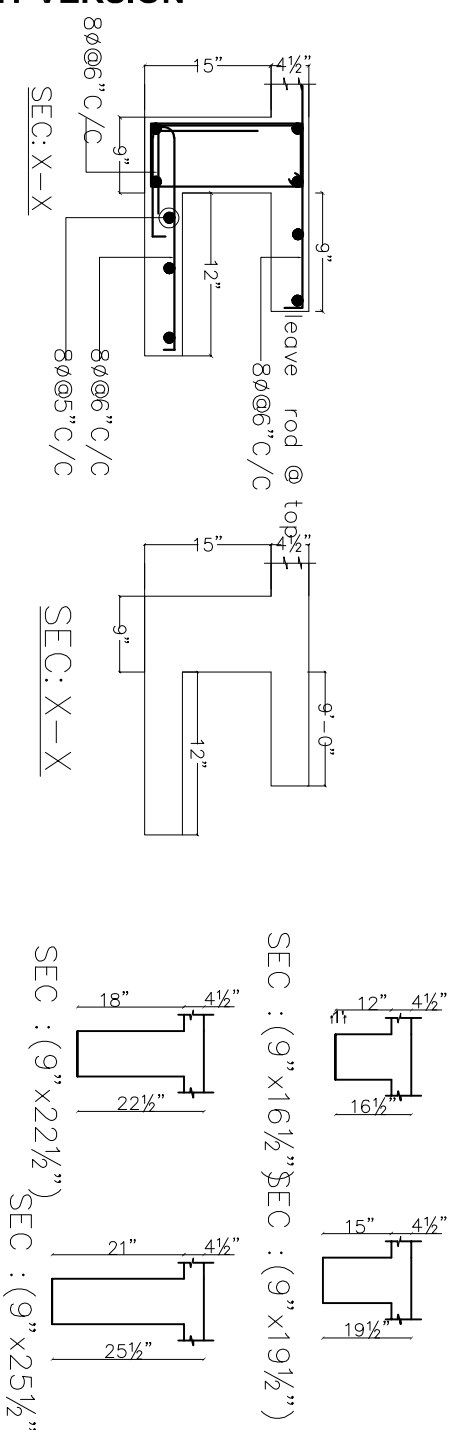 8ø@6"C/C
15"
4½"
9"
SEC: X-X
9"
12"
leave rod @ top
8ø@6"C/C
8ø@6"C/C
8ø@5"C/C
15"
4½"
9"
SEC: X-X
9'-0"
12"
12"
4½"
16½"
SEC :(9"x16½")
15"
4½"
19½"
SEC :(9"x19½")
18"
4½"
22½"
SEC :(9"x22½")
21"
4½"
25½"
SEC :(9"x25½"